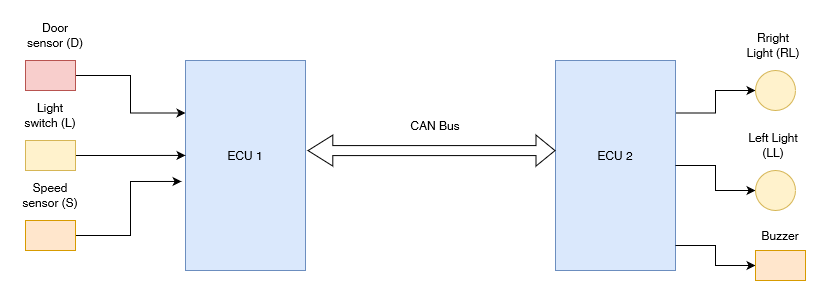 Door
sensor (D)
Light
switch (L)
Speed
sensor (S)
ECU 1
CAN Bus
ECU 2
Rright
Light (RL)
Left Light
(LL)
Buzzer